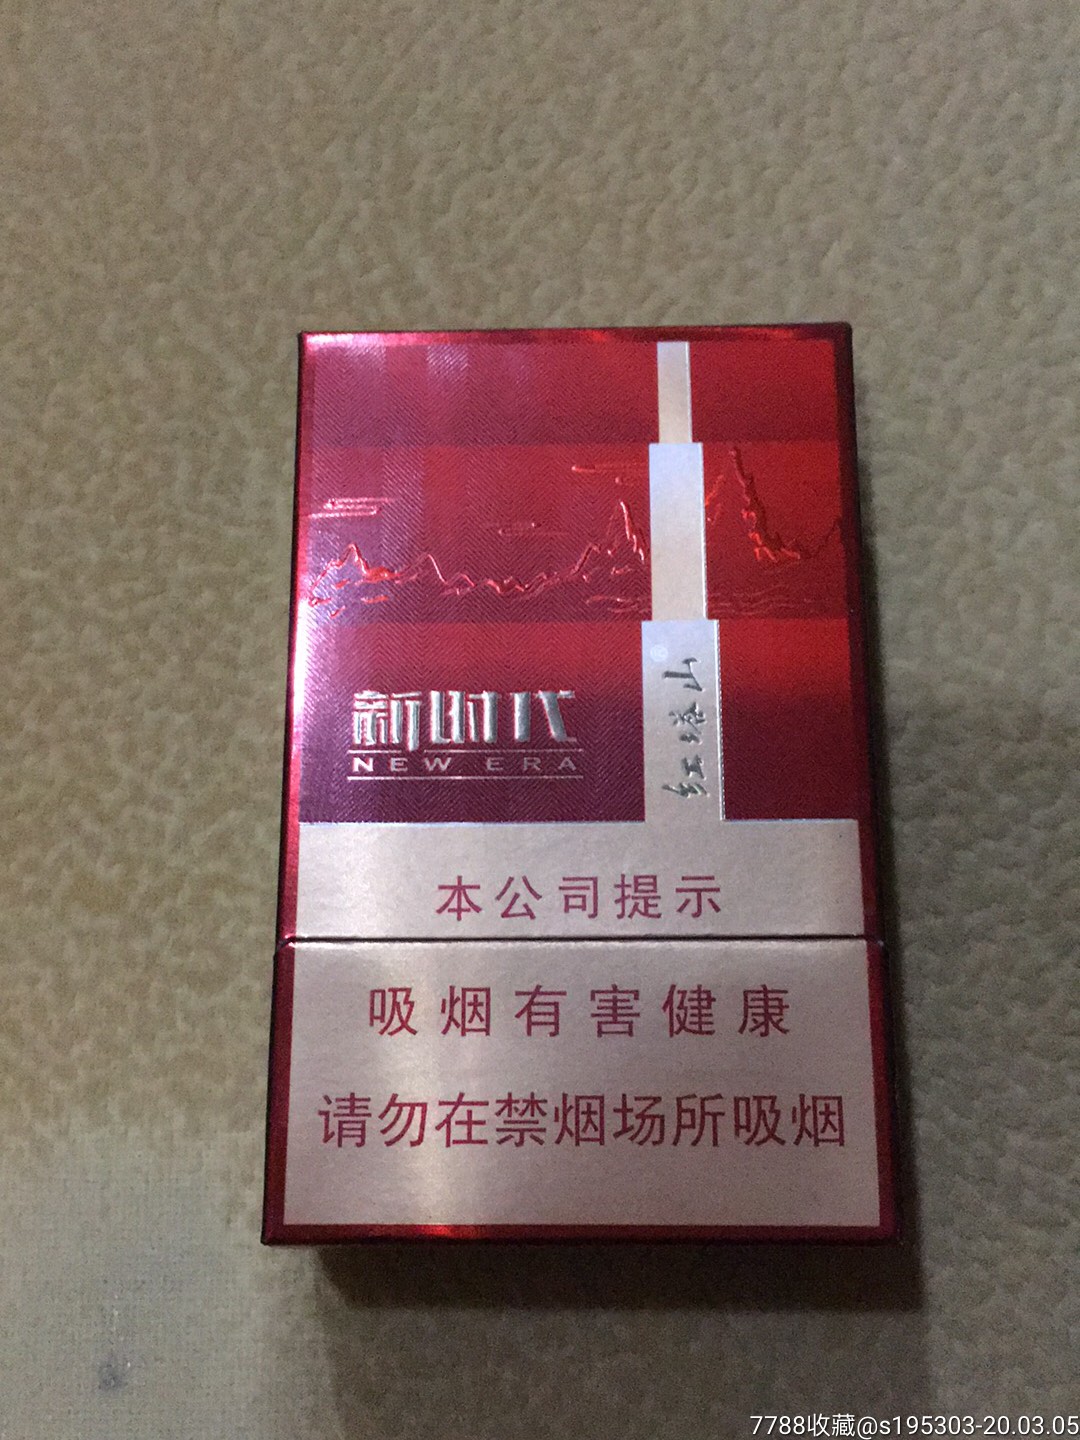 新时代
NEW ERA
红塔山®
本公司提示
吸烟有害健康
请勿在禁烟场所吸烟
7788收藏@s195303-20.03.05